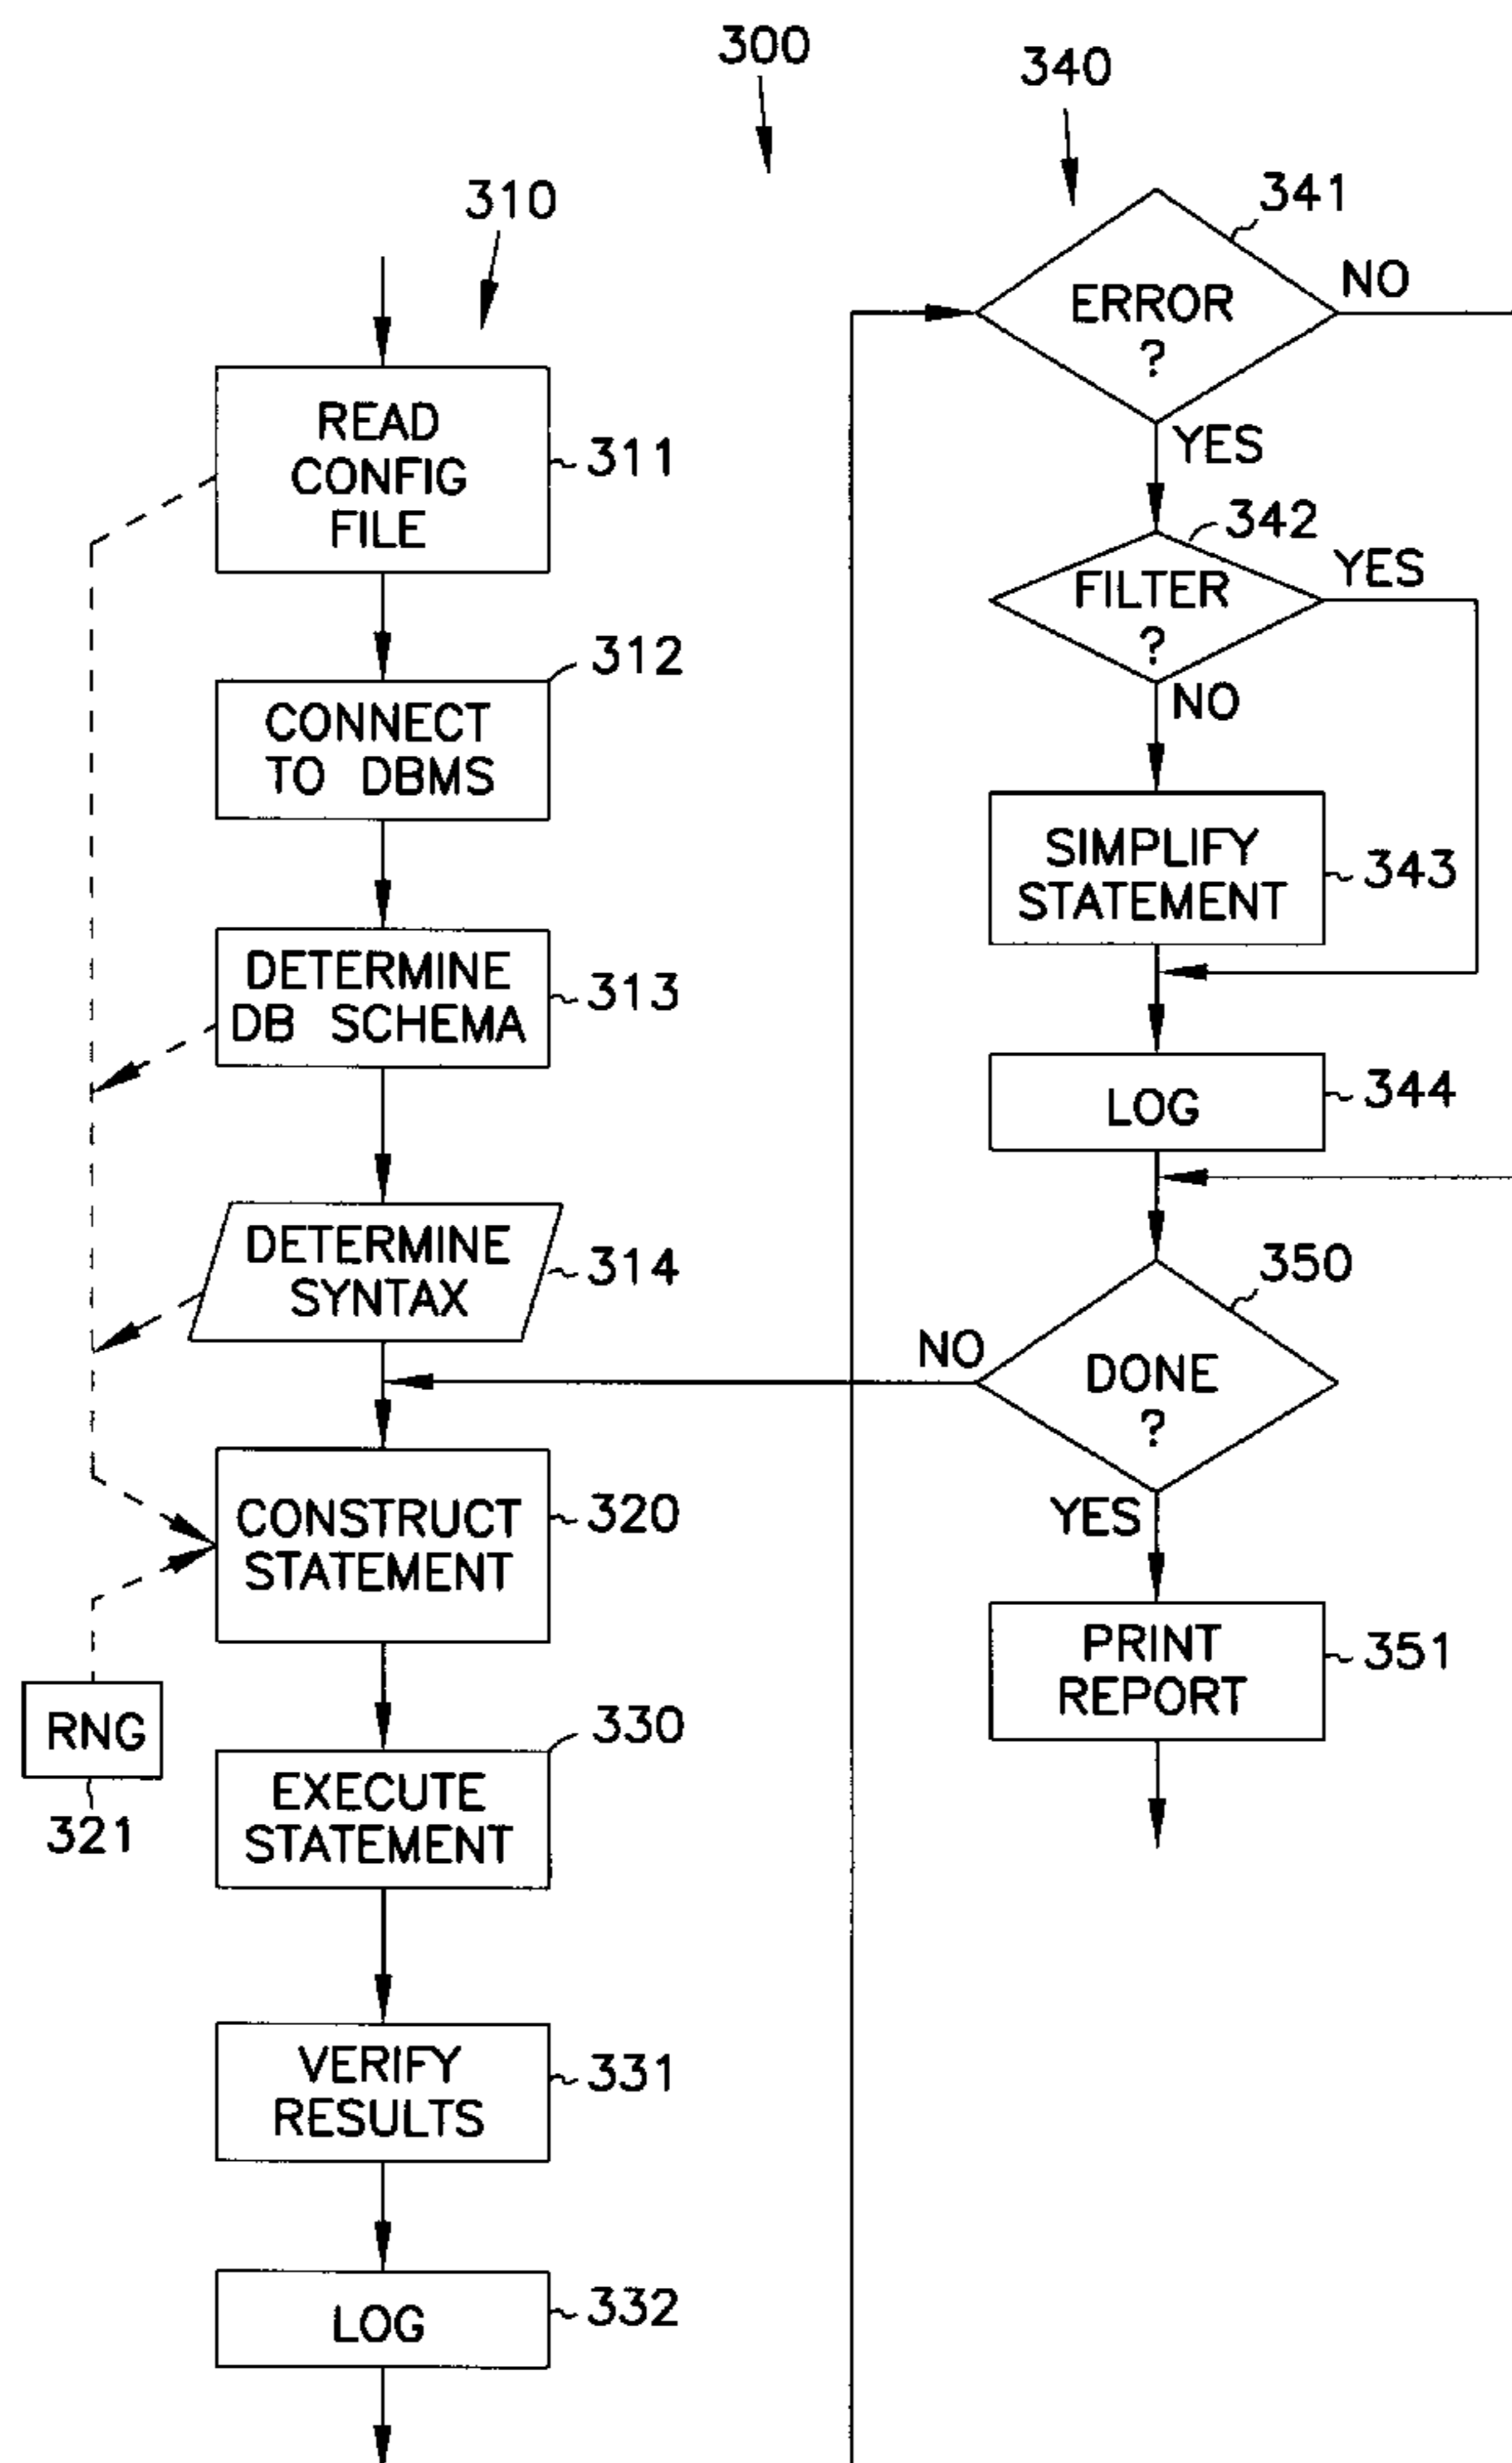 300
340
310
341
ERROR
?
NO
YES
READ
CONFIG
FILE
311
342
FILTER
?
YES
NO
312
CONNECT
TO DBMS
SIMPLIFY
STATEMENT
343
DETERMINE
DB SCHEMA
313
LOG
344
DETERMINE
SYNTAX
314
350
DONE
?
NO
YES
CONSTRUCT
STATEMENT
320
PRINT
REPORT
351
RNG
321
330
EXECUTE
STATEMENT
VERIFY
RESULTS
331
LOG
332